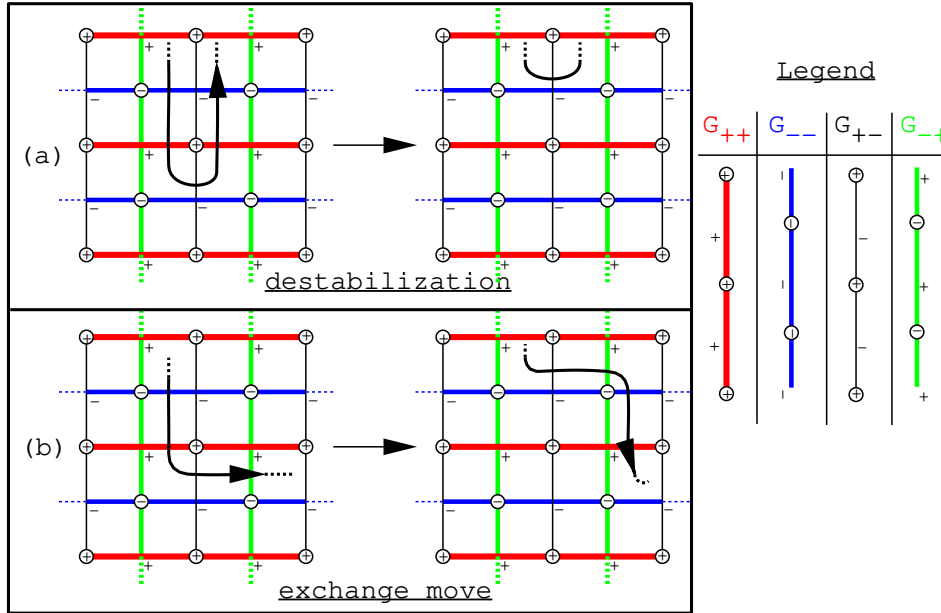 Legend
G++ G-- G+- G-+
(a)
destabilization
(b)
exchange move